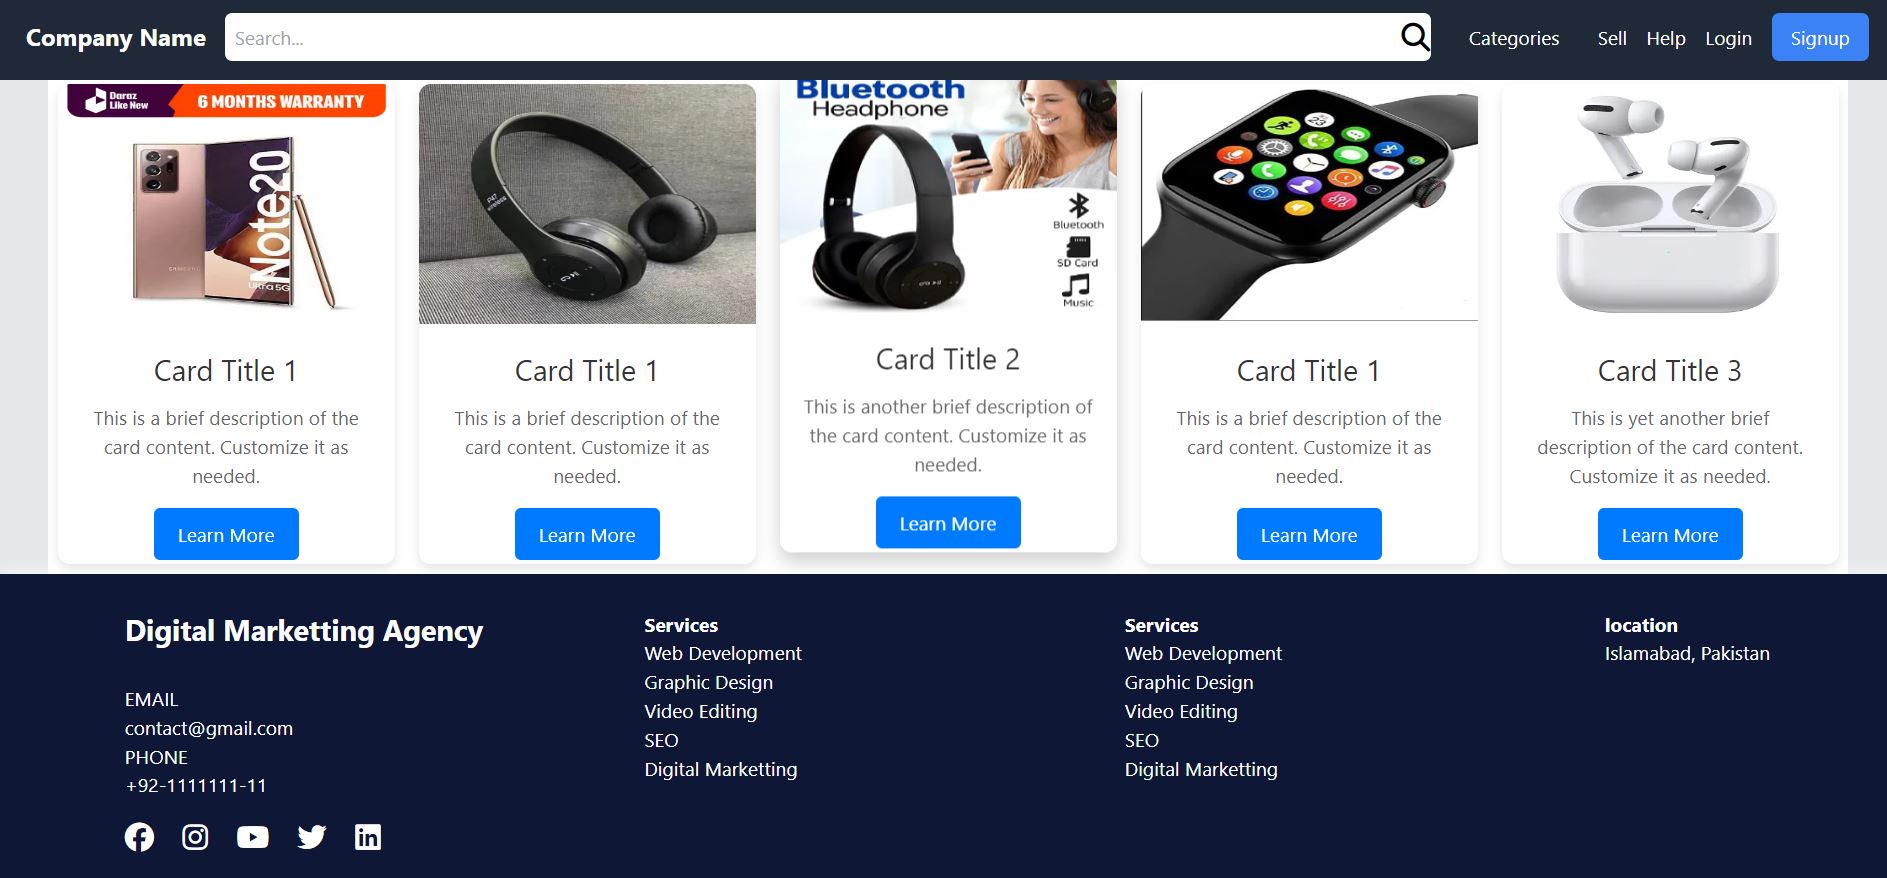 Company Name
Search...
Categories
Sell
Help
Login
Signup
Daraz
Like New
6 MONTHS WARRANTY
Note20
Ultra 5G
SAMSUNG
Card Title 1
This is a brief description of the
card content. Customize it as
needed.
Learn More
P47
wireless
Card Title 1
This is a brief description of the
card content. Customize it as
needed.
Learn More
Bluetooth
Headphone
Bluetooth
SD Card
Music
Card Title 2
This is another brief description of
the card content. Customize it as
needed.
Learn More
23
Card Title 1
This is a brief description of the
card content. Customize it as
needed.
Learn More
Card Title 3
This is yet another brief
description of the card content.
Customize it as needed.
Learn More
Digital Marketting Agency
EMAIL
contact@gmail.com
PHONE
+92-1111111-11
Services
Web Development
Graphic Design
Video Editing
SEO
Digital Marketting
Services
Web Development
Graphic Design
Video Editing
SEO
Digital Marketting
location
Islamabad, Pakistan